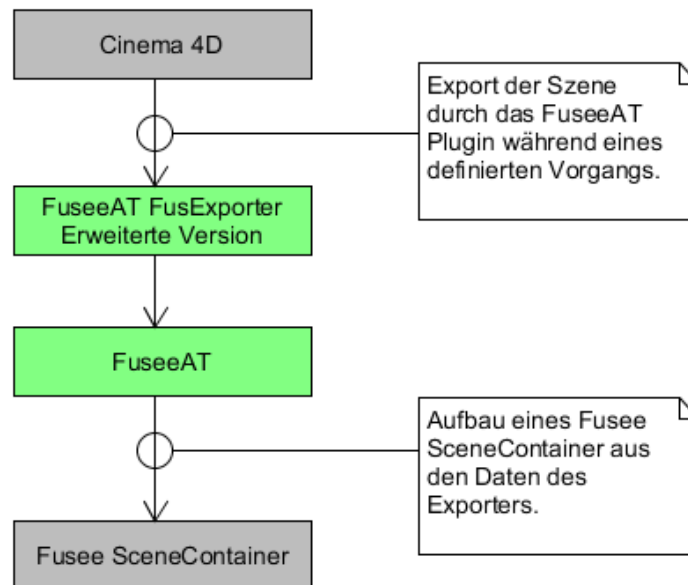 Cinema 4D
Export der Szene
durch das FuseeAT
Plugin während eines
definierten Vorgangs.
FuseeAT FusExporter
Erweiterte Version
FuseeAT
Aufbau eines Fusee
SceneContainer aus
den Daten des
Exporters.
Fusee SceneContainer